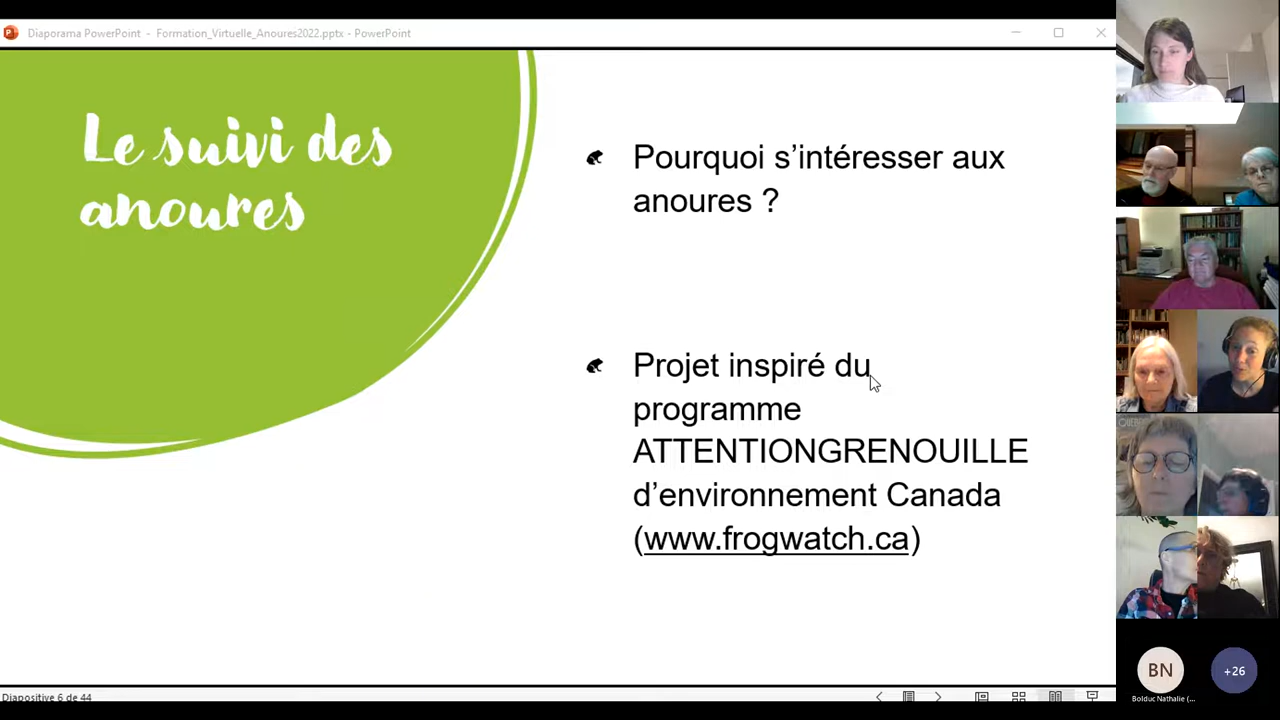 Diaporama PowerPoint - Formation_Virtuelle_Anoures2022.pptx - PowerPoint
Le suivi des
anoures
Pourquoi s’intéresser aux
anoures ?
Projet inspiré du
programme
ATTENTIONGRENOUILLE
d’environnement Canada
(www.frogwatch.ca)
Diapositive 6 de 44
BN
+26
Bolduc Nathalie (...